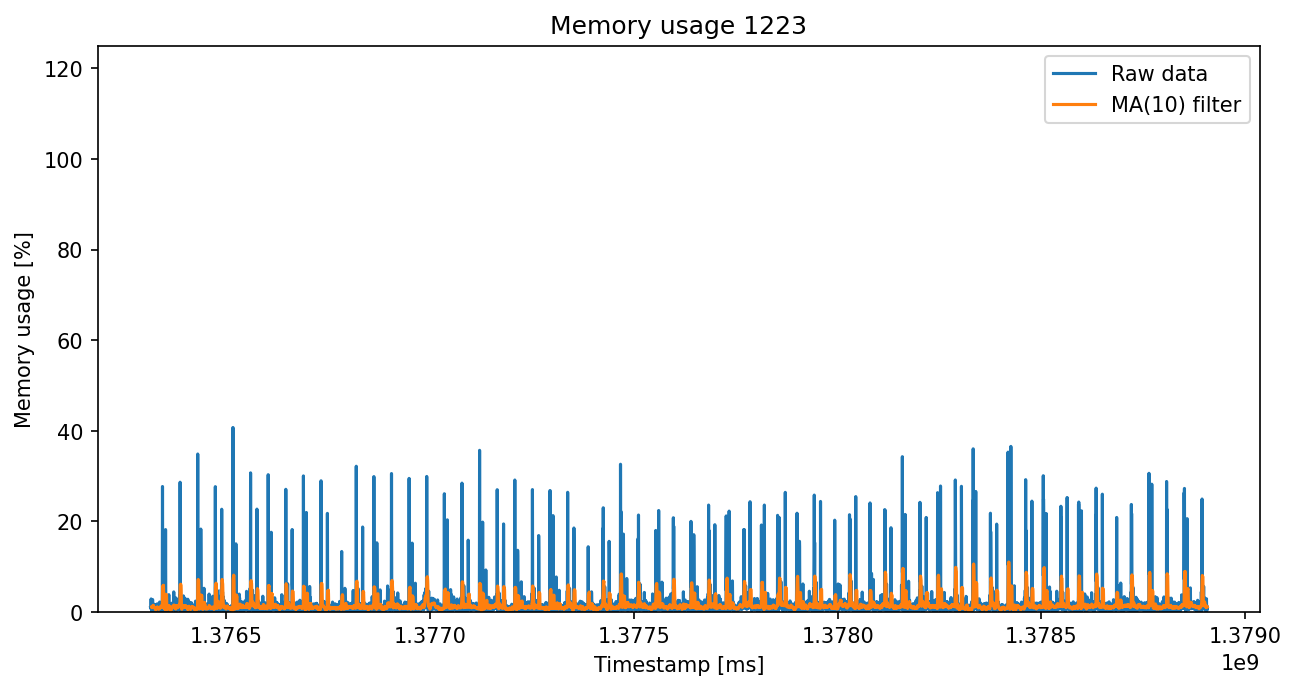 Memory usage 1223
Raw data
MA(10) filter
Memory usage [%]
120
100
80
60
40
20
0
1.3765 1.3770 1.3775 1.3780 1.3785 1.3790
1e9
Timestamp [ms]